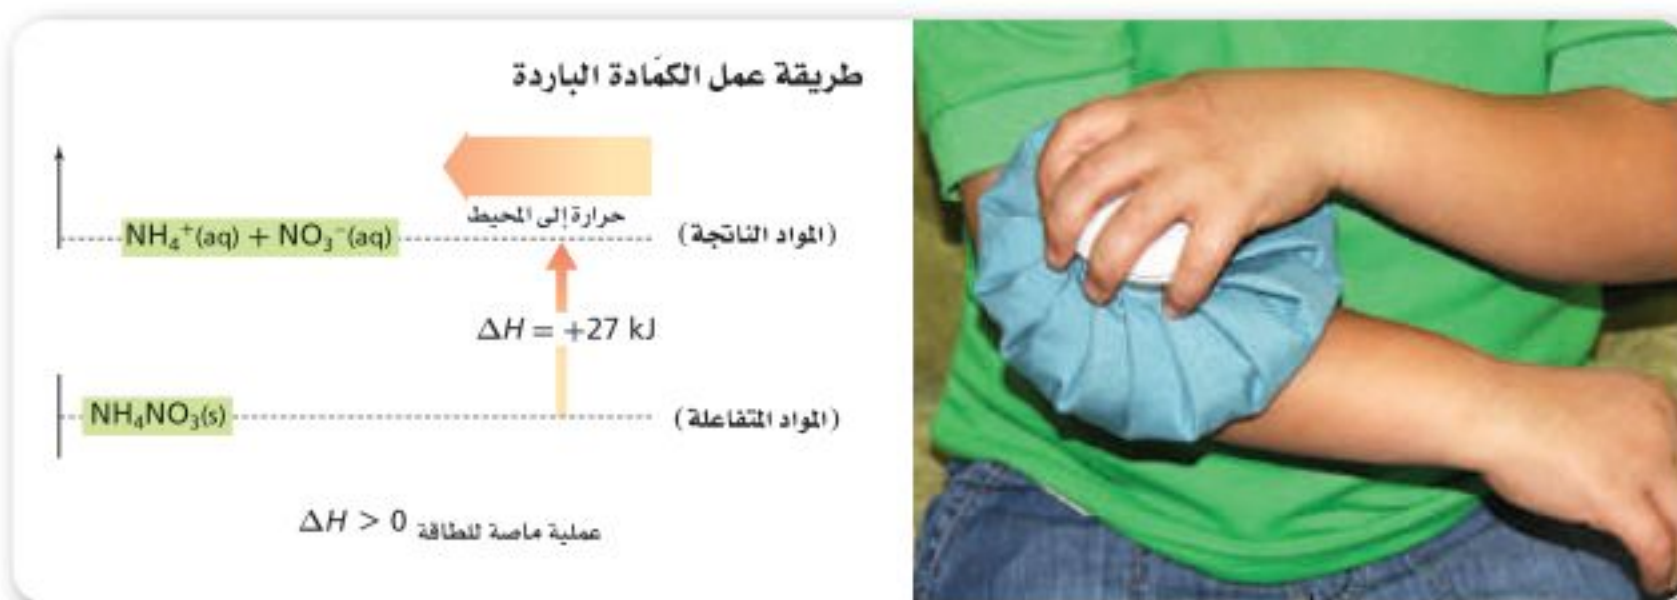 طريقة عمل الكمّادة الباردة
حرارة إلى المحيط
(المواد الناتجة)
NH₄⁺(aq) + NO₃⁻(aq)
ΔH = +27 kJ
(المواد المتفاعلة)
NH₄NO₃(s)
عملية ماصة للطاقة ΔH > 0